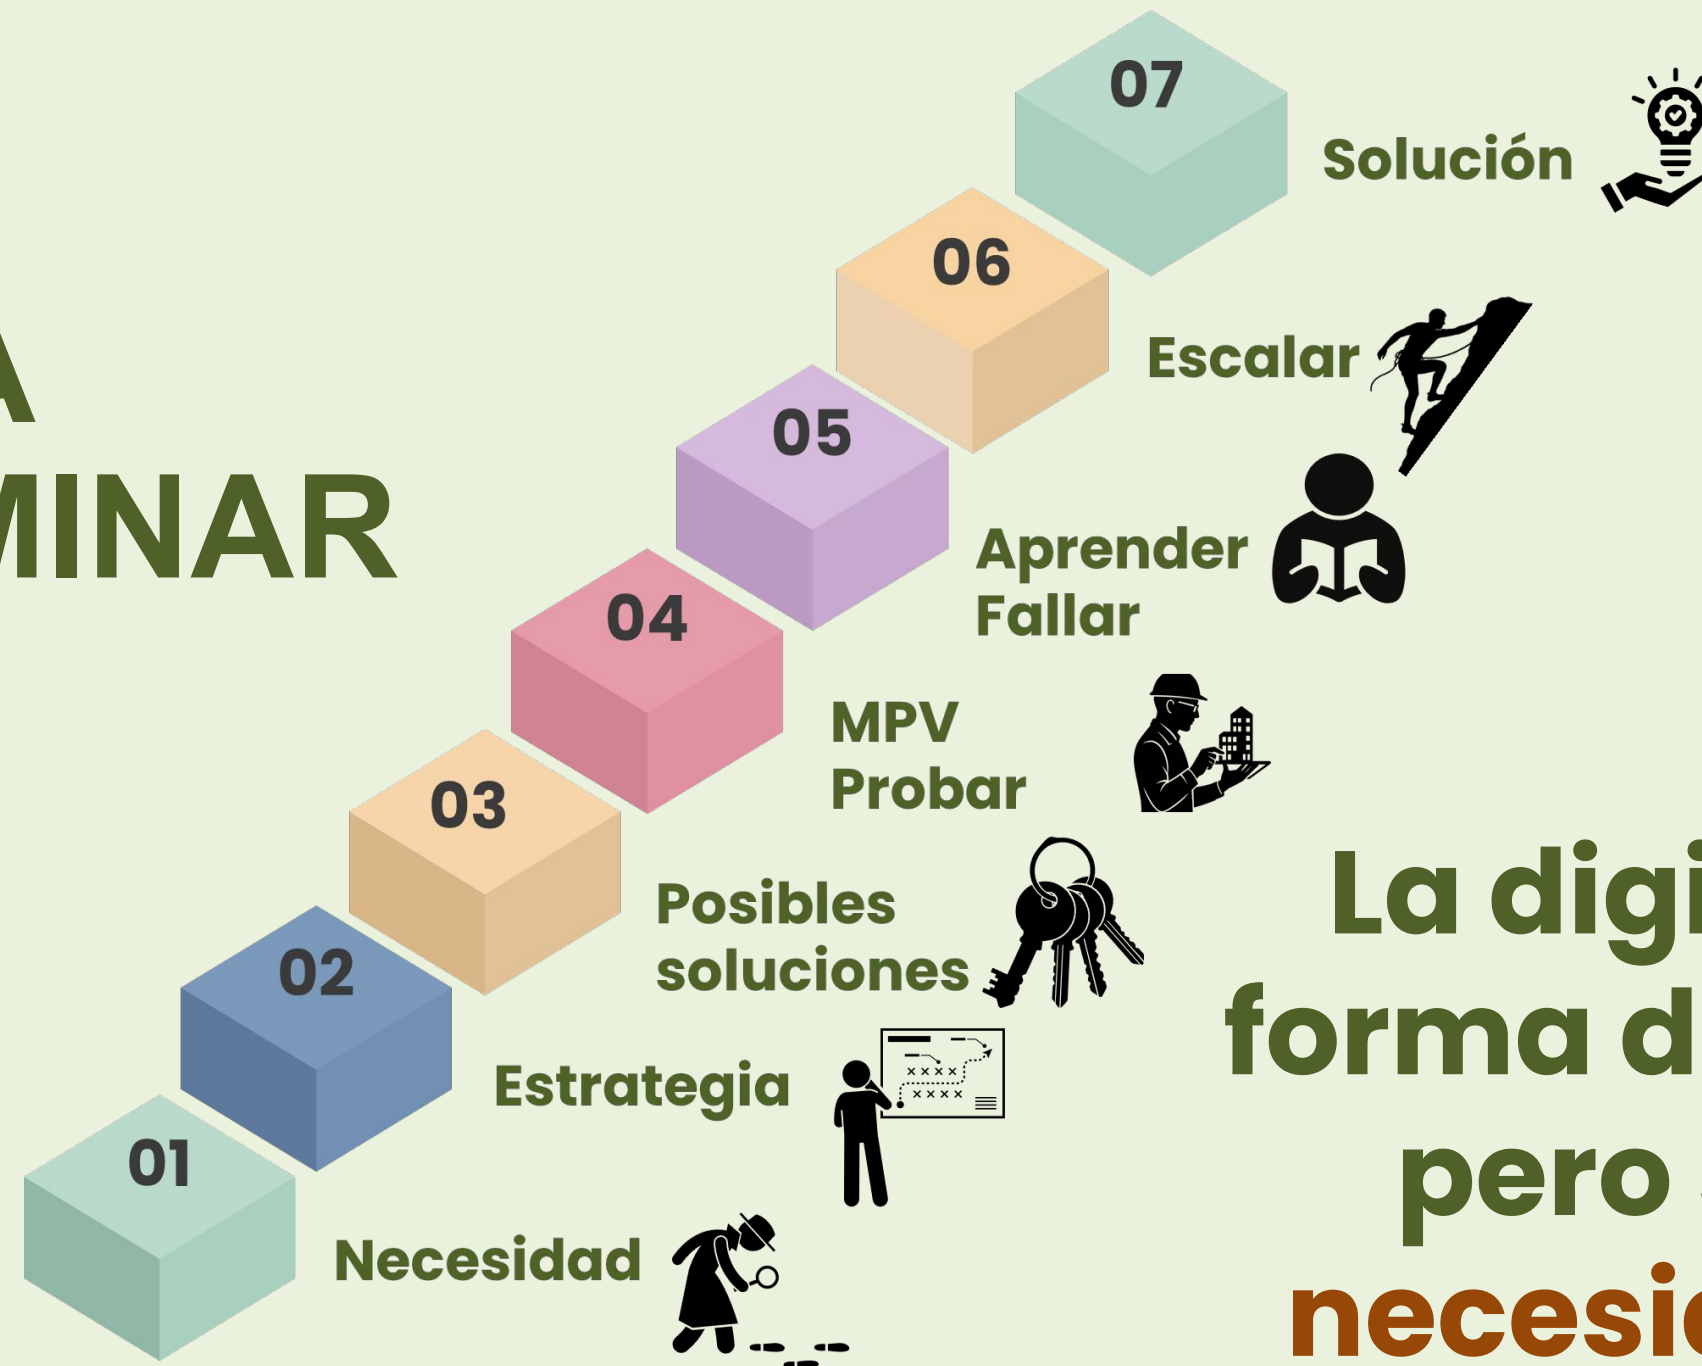 07
Solución
06
Escalar
A
MINAR
05
Aprender
Fallar
04
MPV
Probar
03
Posibles
soluciones
02
Estrategia
01
Necesidad
La digi
forma d
pero
necesid